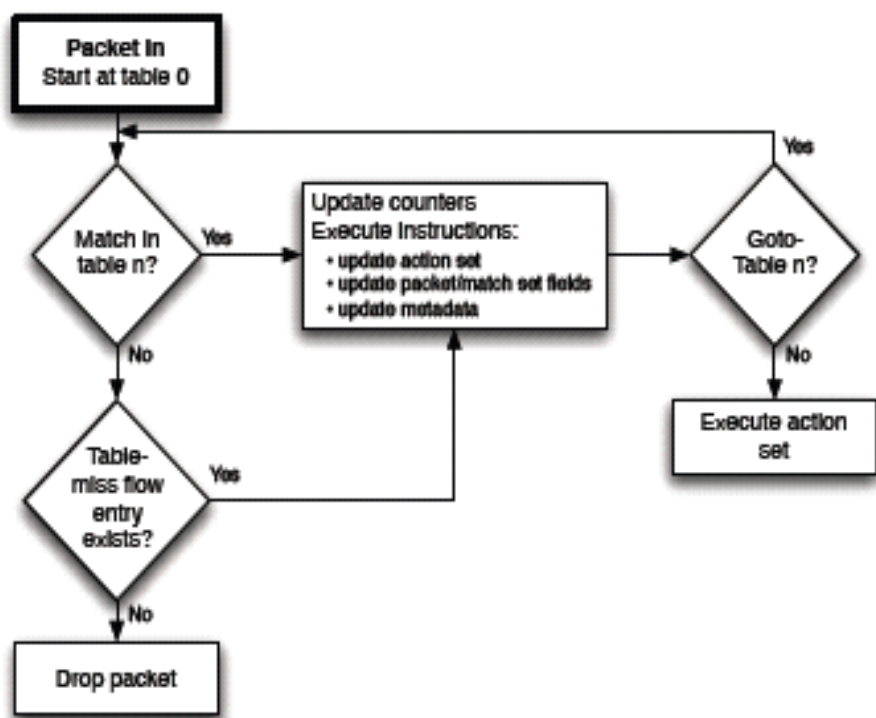 Packet In
Start at table 0
Yes
Match in
table n?
Yes
Update counters
Execute instructions:
• update action set
• update packet/match set fields
• update metadata
Goto-
Table n?
No
No
Execute action
set
Table-
miss flow
entry
exists?
Yes
No
Drop packet